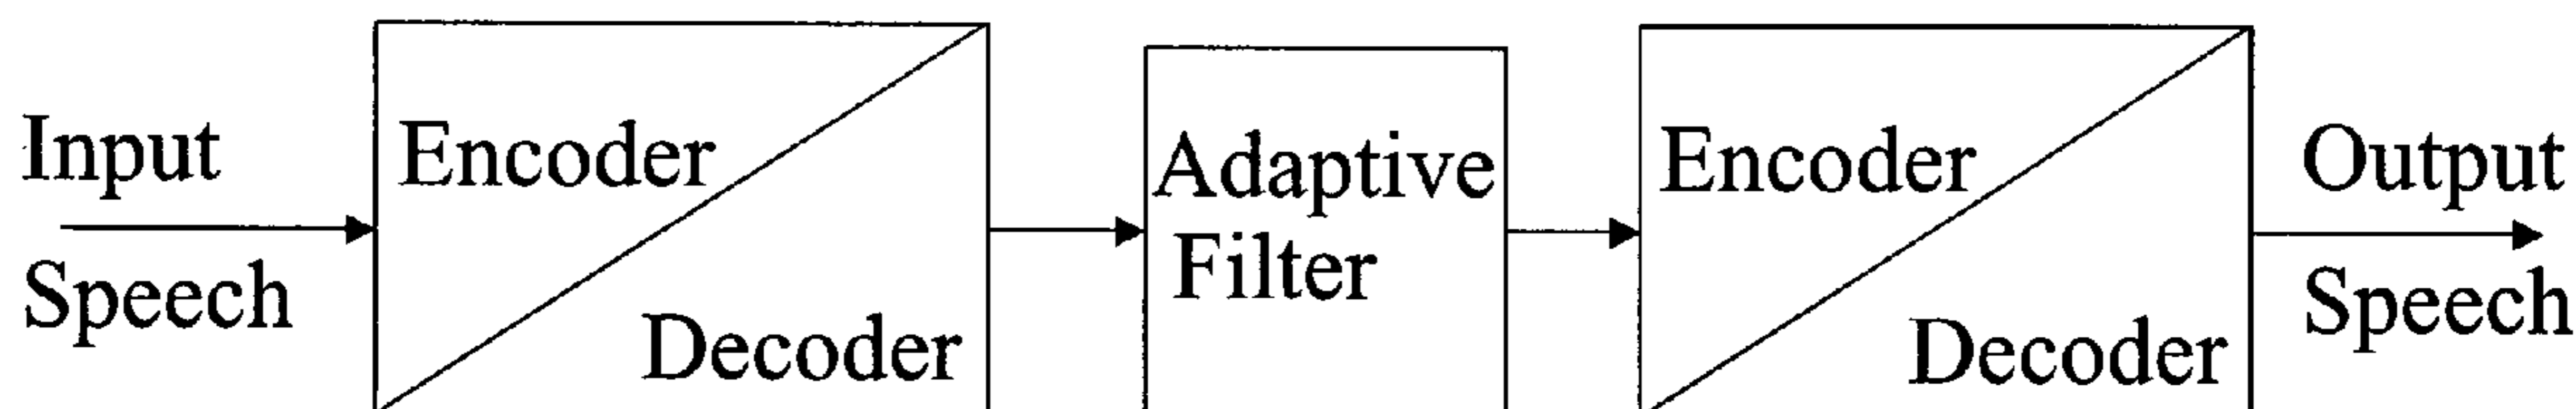 Input
Speech
Encoder
Decoder
Adaptive
Filter
Encoder
Decoder
Output
Speech